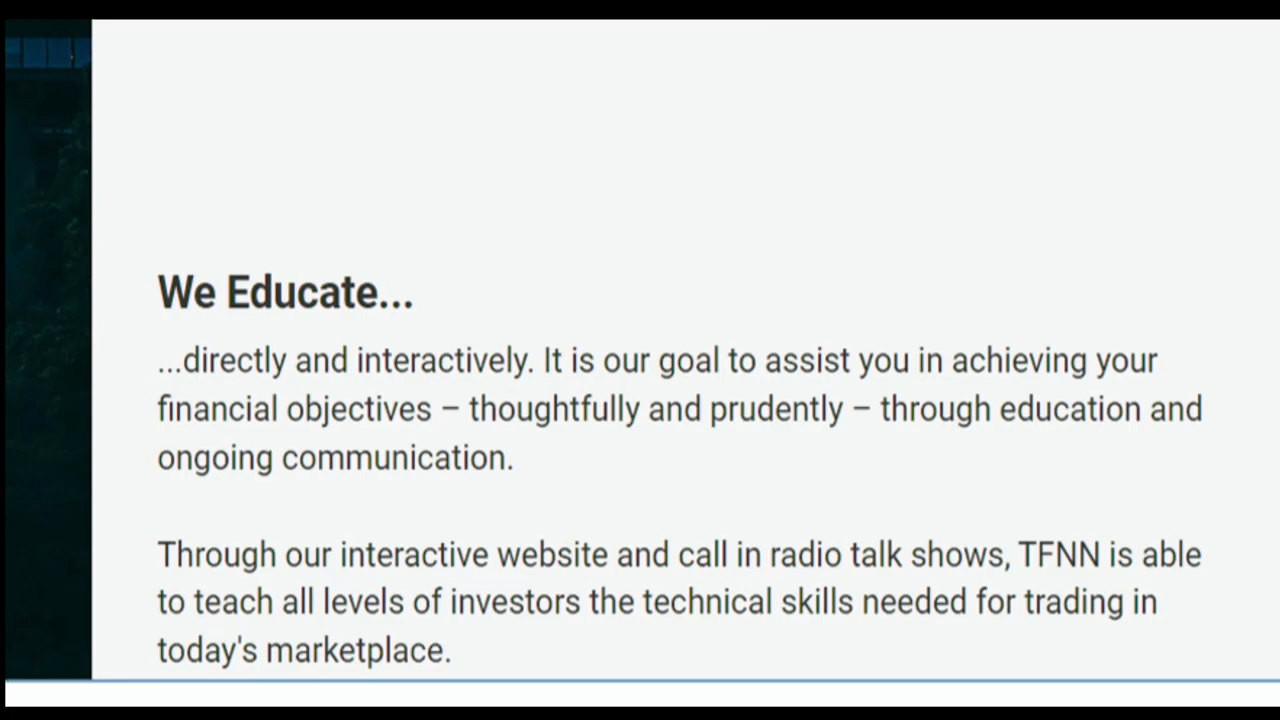 We Educate...
...directly and interactively. It is our goal to assist you in achieving your
financial objectives – thoughtfully and prudently – through education and
ongoing communication.
Through our interactive website and call in radio talk shows, TFNN is able
to teach all levels of investors the technical skills needed for trading in
today's marketplace.